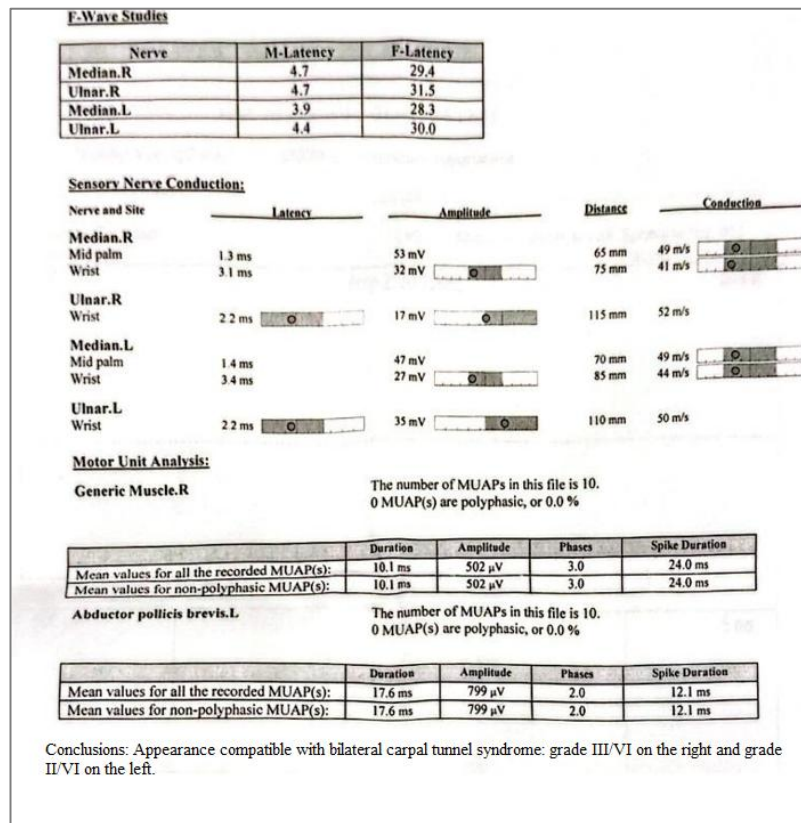 F-Wave Studies
Nerve M-Latency F-Latency
Median.R 4.7 29.4
Ulnar.R 4.7 31.5
Median.L 3.9 28.3
Ulnar.L 4.4 30.0
Sensory Nerve Conduction:
Nerve and Site Latency Amplitude Distance Conduction
Median.R
Mid palm 1.3 ms 53 mV 65 mm 49 m/s
Wrist 3.1 ms 32 mV 75 mm 41 m/s
Ulnar.R
Wrist 2 2 ms 17 mV 115 mm 52 m/s
Median.L
Mid palm 1.4 ms 47 mV 70 mm 49 m/s
Wrist 3.4 ms 27 mV 85 mm 44 m/s
Ulnar.L
Wrist 2 2 ms 35 mV 110 mm 50 m/s
Motor Unit Analysis:
Generic Muscle.R The number of MUAPs in this file is 10.
0 MUAP(s) are polyphasic, or 0.0 %
Duration Amplitude Phases Spike Duration
Mean values for all the recorded MUAP(s): 10.1 ms 502 µV 3.0 24.0 ms
Mean values for non-polyphasic MUAP(s): 10.1 ms 502 µV 3.0 24.0 ms
Abductor pollicis brevis.L The number of MUAPs in this file is 10.
0 MUAP(s) are polyphasic, or 0.0 %
Duration Amplitude Phases Spike Duration
Mean values for all the recorded MUAP(s): 17.6 ms 799 µV 2.0 12.1 ms
Mean values for non-polyphasic MUAP(s): 17.6 ms 799 µV 2.0 12.1 ms
Conclusions: Appearance compatible with bilateral carpal tunnel syndrome: grade III/VI on the right and grade
II/VI on the left.